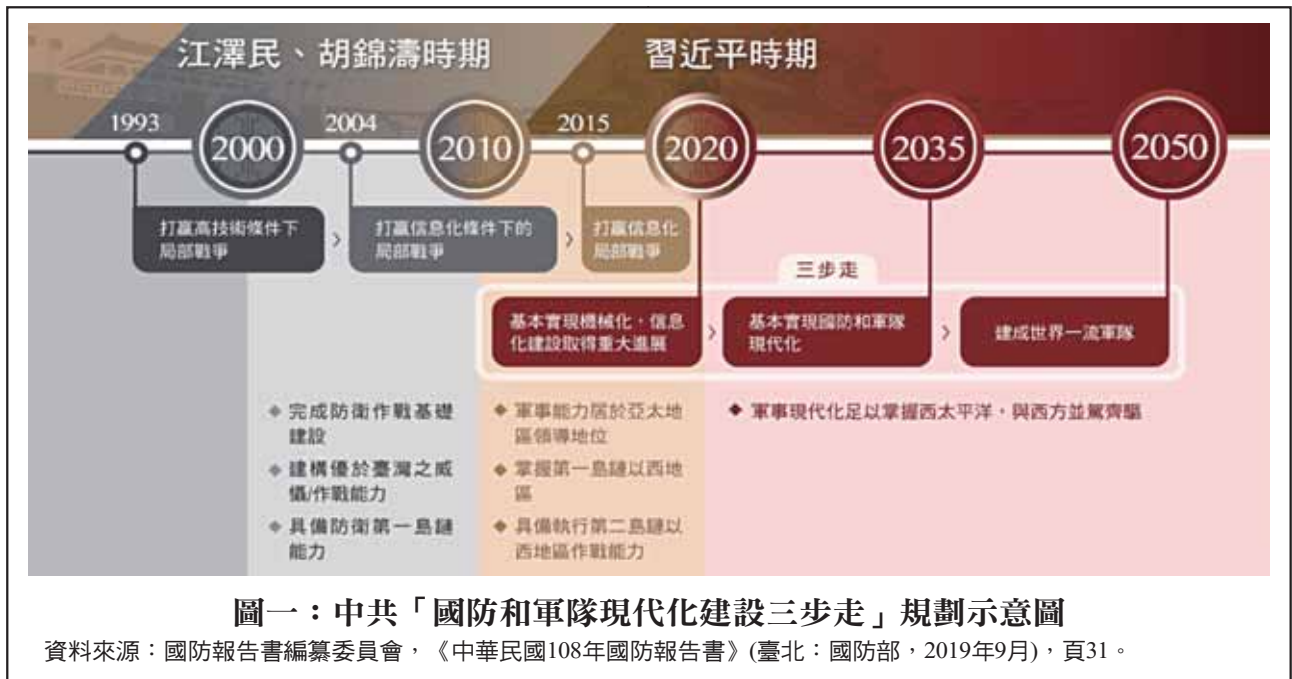 江澤民、胡錦濤時期
習近平時期
1993
2000
2004
2010
2015
2020
2035
2050
打贏高技術條件下
局部戰爭
›
打贏信息化條件下的
局部戰爭
›
打贏信息化
局部戰爭
三步走
基本實現機械化，信息
化建設取得重大進展
›
基本實現國防和軍隊
現代化
›
建成世界一流軍隊
◆ 完成防衛作戰基礎
建設
◆ 建構優於臺灣之威
懾/作戰能力
◆ 具備防衛第一島鏈
能力
◆ 軍事能力居於亞太地
區領導地位
◆ 掌握第一島鏈以西地
區
◆ 具備執行第二島鏈以
西地區作戰能力
◆ 軍事現代化足以掌握西太平洋，與西方並駕齊驅
圖一：中共「國防和軍隊現代化建設三步走」規劃示意圖
資料來源：國防報告書編纂委員會，《中華民國108年國防報告書》(臺北：國防部，2019年9月)，頁31。